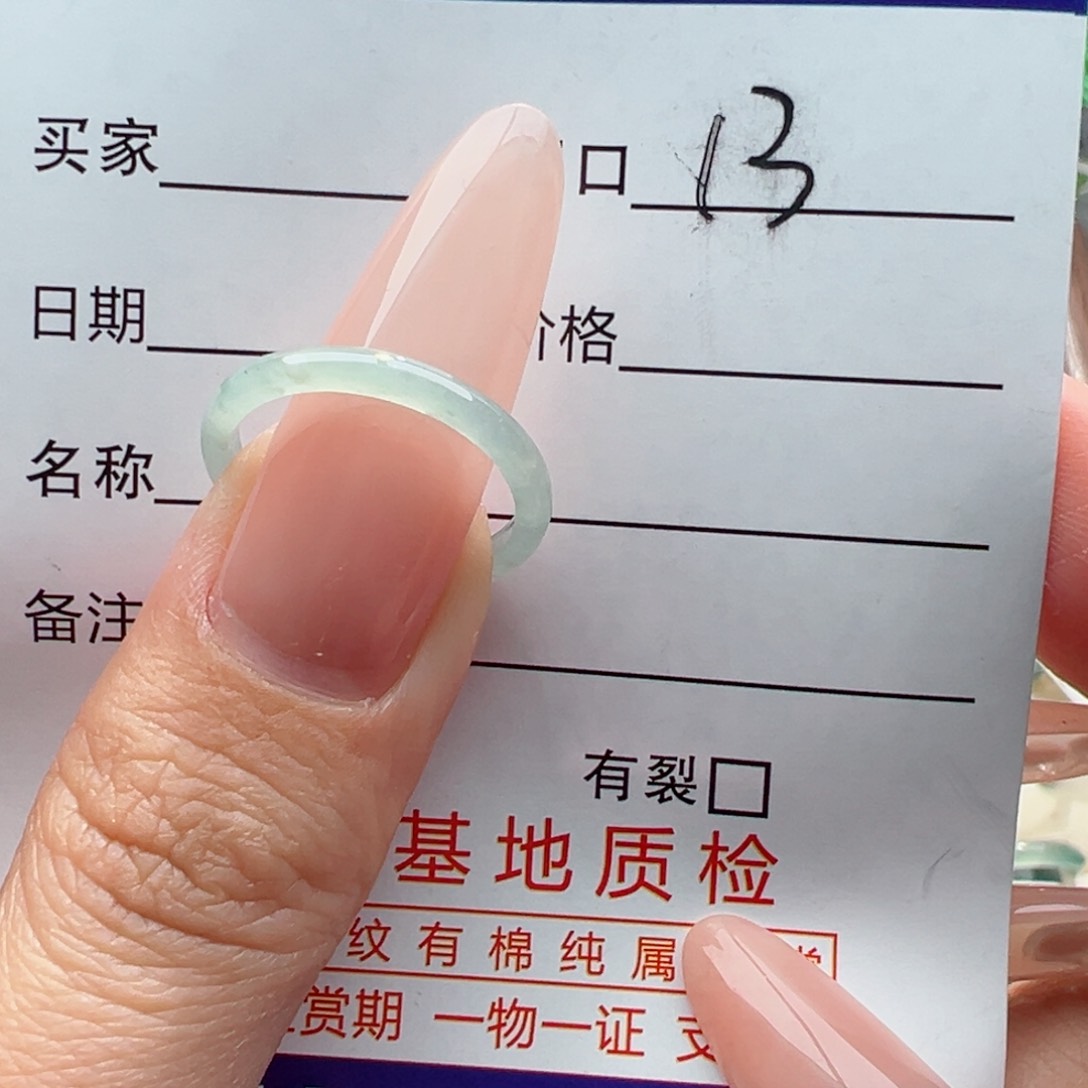 买家
口 13
日期
格
名称
备注
有裂
基地质检
纹有棉纯属
赏期 一物一证